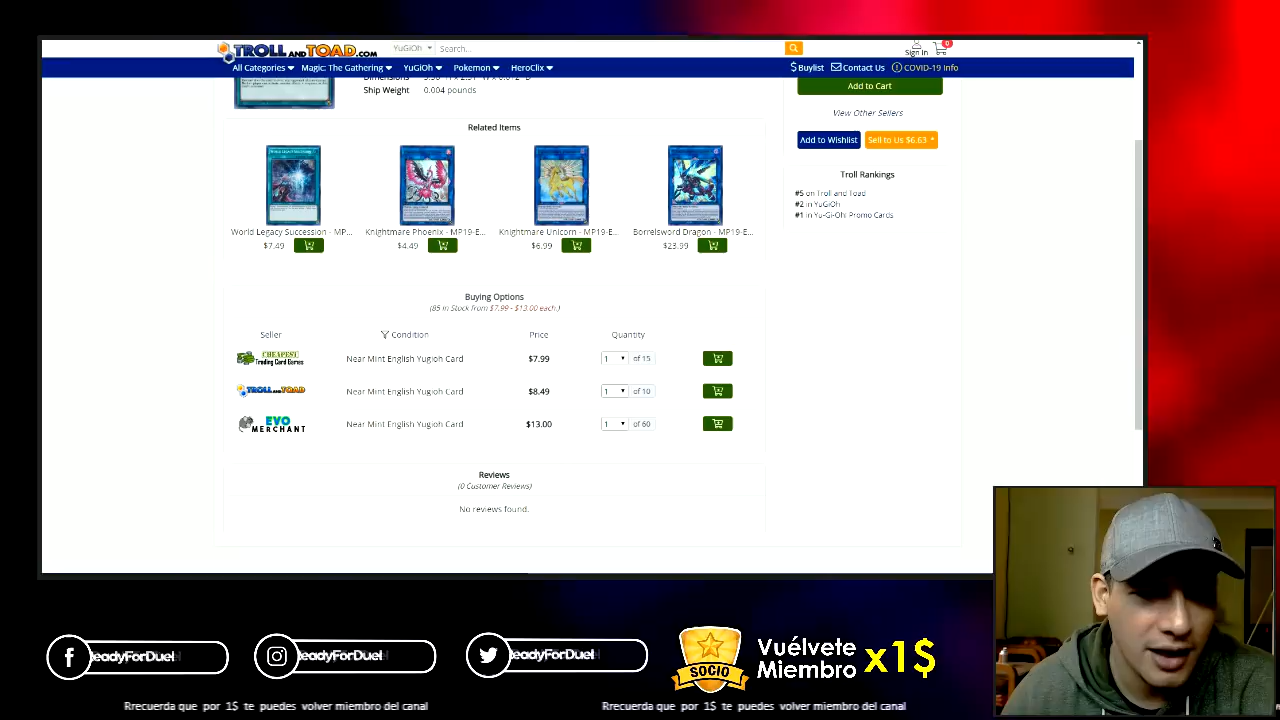 TROLL AND TOAD.COM
YuGiOh
Search...
Sign In
0
All Categories
Magic: The Gathering
YuGiOh
Pokemon
HeroClix
Buylist
Contact Us
COVID-19 Info
Ship Weight
0.004 pounds
Add to Cart
View Other Sellers
Add to Wishlist
Sell to Us $6.63
Troll Rankings
#5 on Troll and Toad
#2 in YuGiOh
#1 in Yu-Gi-Oh! Promo Cards
Related Items
World Legacy Succession - MP...
$7.49
Knightmare Phoenix - MP19-E...
$4.49
Knightmare Unicorn - MP19-E...
$6.99
Borrelsword Dragon - MP19-E...
$23.99
Buying Options
(85 In Stock from $7.99 - $13.00 each.)
Seller Condition Price Quantity
CHEAPEST
Trading Card Games
Near Mint English Yugioh Card $7.99 1 of 15
TROLL AND TOAD
Near Mint English Yugioh Card $8.49 1 of 10
EVO
MERCHANT
Near Mint English Yugioh Card $13.00 1 of 60
Reviews
(0 Customer Reviews)
No reviews found.
f
eadyForDuel
eadyForDuel
eadyForDuel
SOCIO
Vuélvete
Miembro x1$
Rrecuerda que por 1$ te puedes volver miembro del canal
Rrecuerda que por 1$ te puedes volver miembro del canal